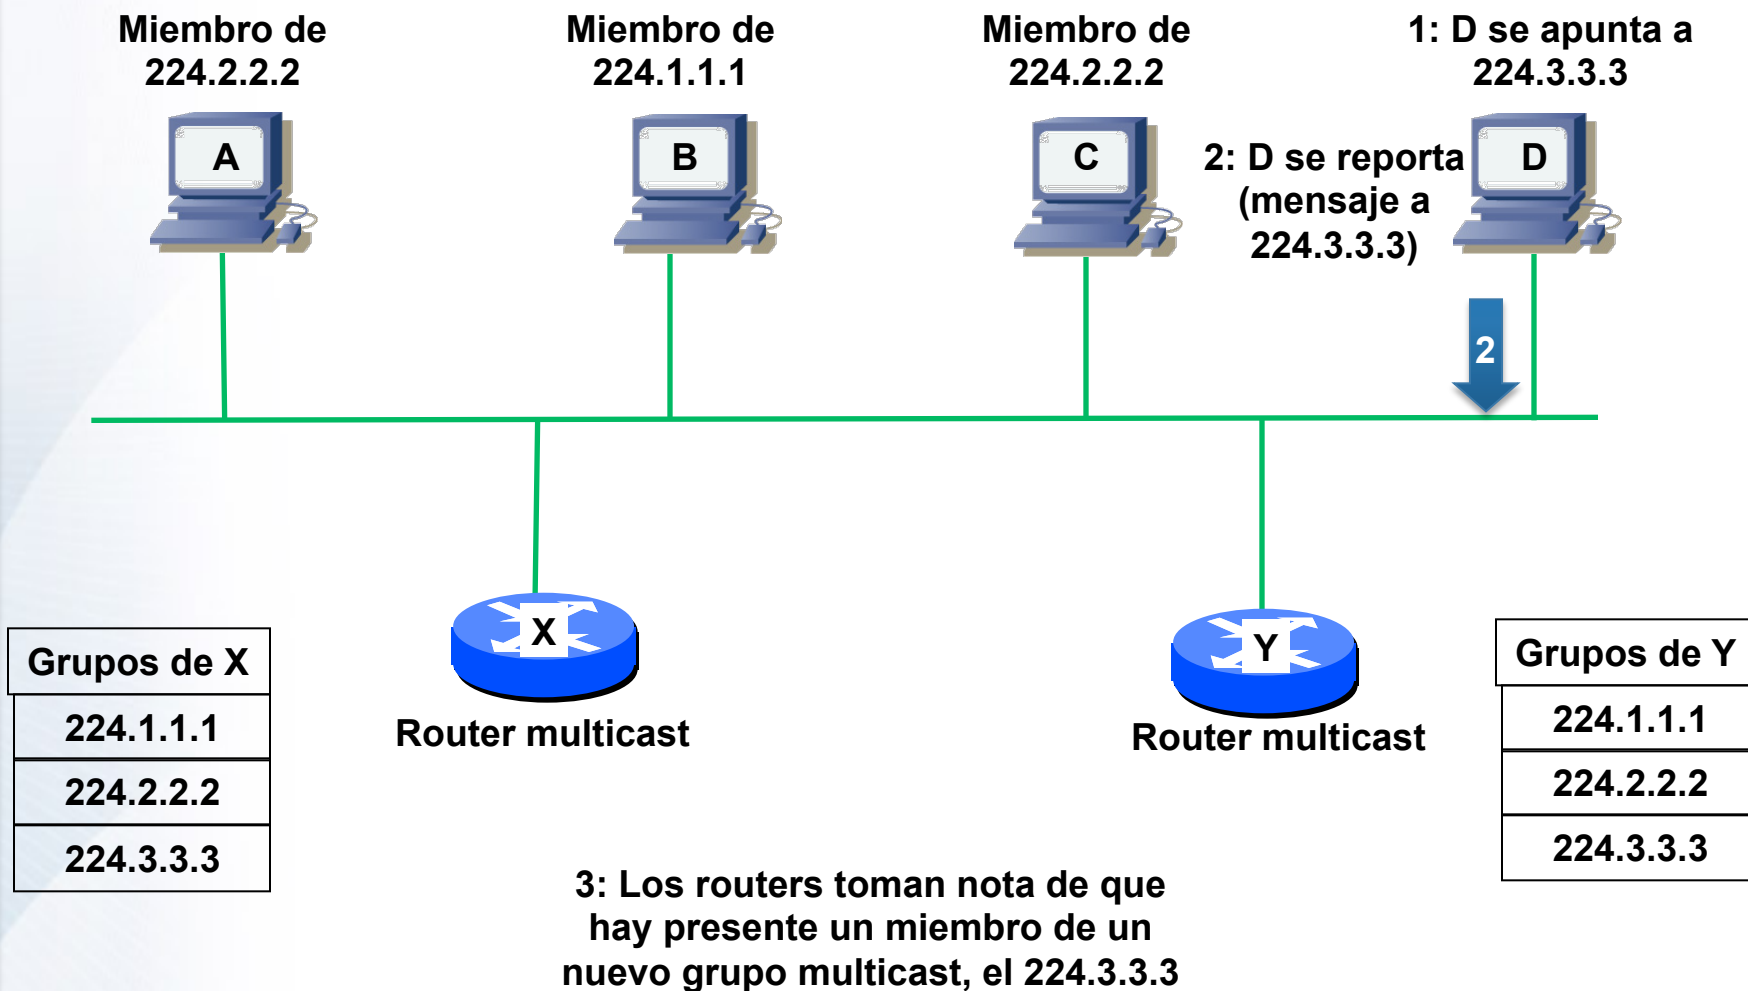 Miembro de
224.2.2.2
Miembro de
224.1.1.1
Miembro de
224.2.2.2
1: D se apunta a
224.3.3.3
A
B
C
D
2: D se reporta
(mensaje a
224.3.3.3)
2
X
Router multicast
Y
Router multicast
Grupos de X
224.1.1.1
224.2.2.2
224.3.3.3
Grupos de Y
224.1.1.1
224.2.2.2
224.3.3.3
3: Los routers toman nota de que
hay presente un miembro de un
nuevo grupo multicast, el 224.3.3.3